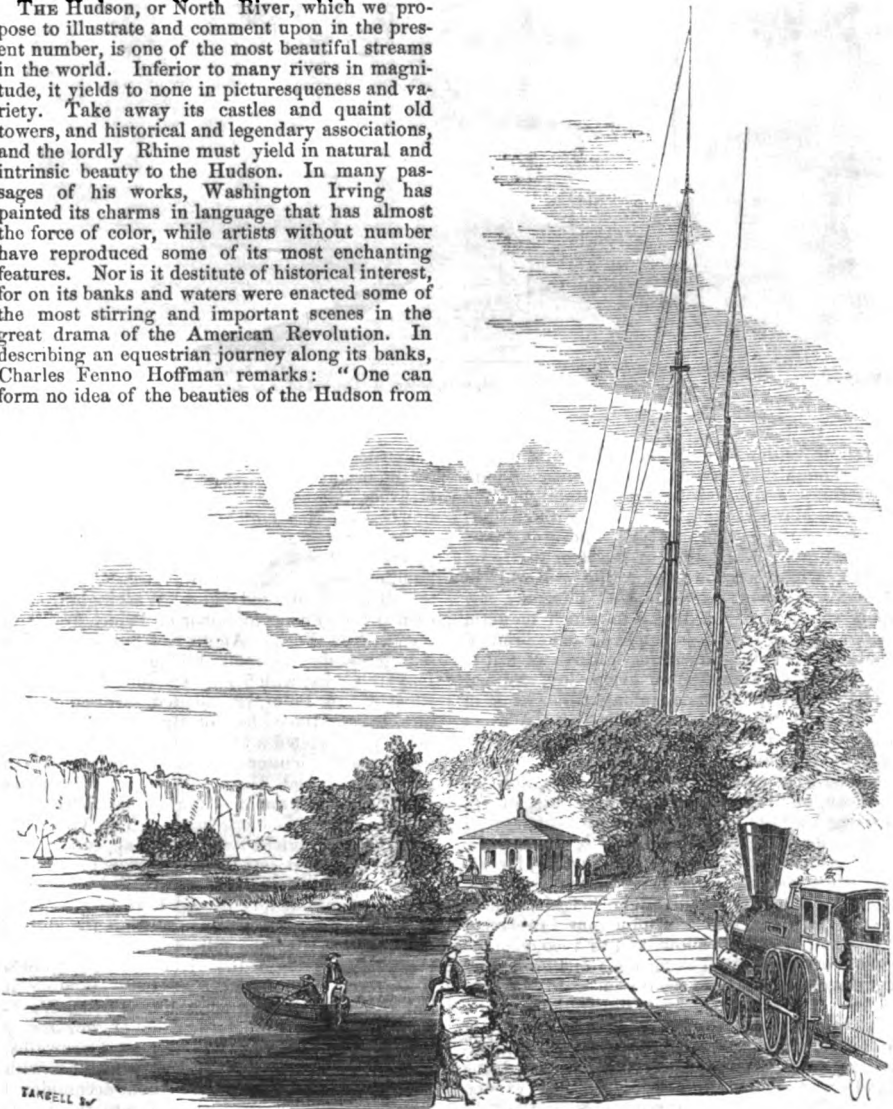 THE Hudson, or North River, which we pro-
pose to illustrate and comment upon in the pres-
ent number, is one of the most beautiful streams
in the world. Inferior to many rivers in magni-
tude, it yields to none in picturesqueness and va-
riety. Take away its castles and quaint old
towers, and historical and legendary associations,
and the lordly Rhine must yield in natural and
intrinsic beauty to the Hudson. In many pas-
sages of his works, Washington Irving has
painted its charms in language that has almost
the force of color, while artists without number
have reproduced some of its most enchanting
features. Nor is it destitute of historical interest,
for on its banks and waters were enacted some of
the most stirring and important scenes in the
great drama of the American Revolution. In
describing an equestrian journey along its banks,
Charles Fenno Hoffman remarks: "One can
form no idea of the beauties of the Hudson from
TARBELL